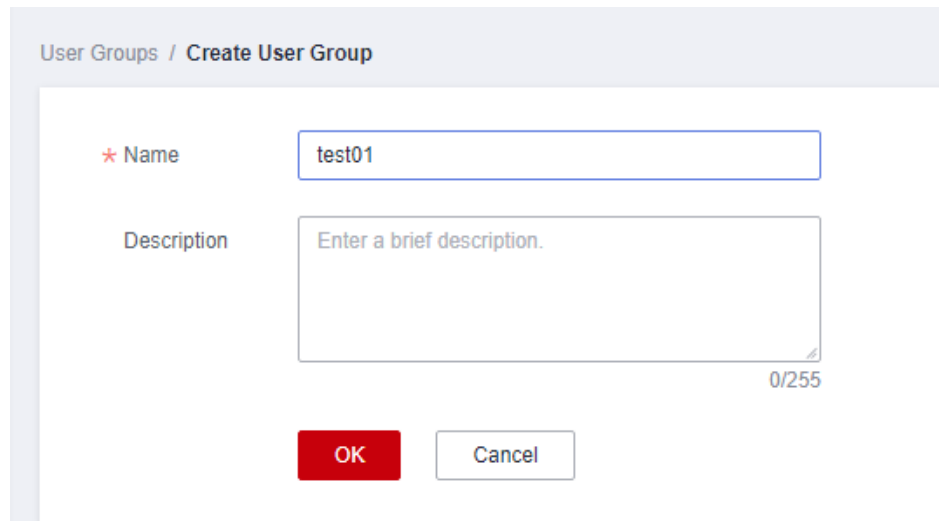 User Groups / Create User Group
* Name test01
Description Enter a brief description.
0/255
OK Cancel